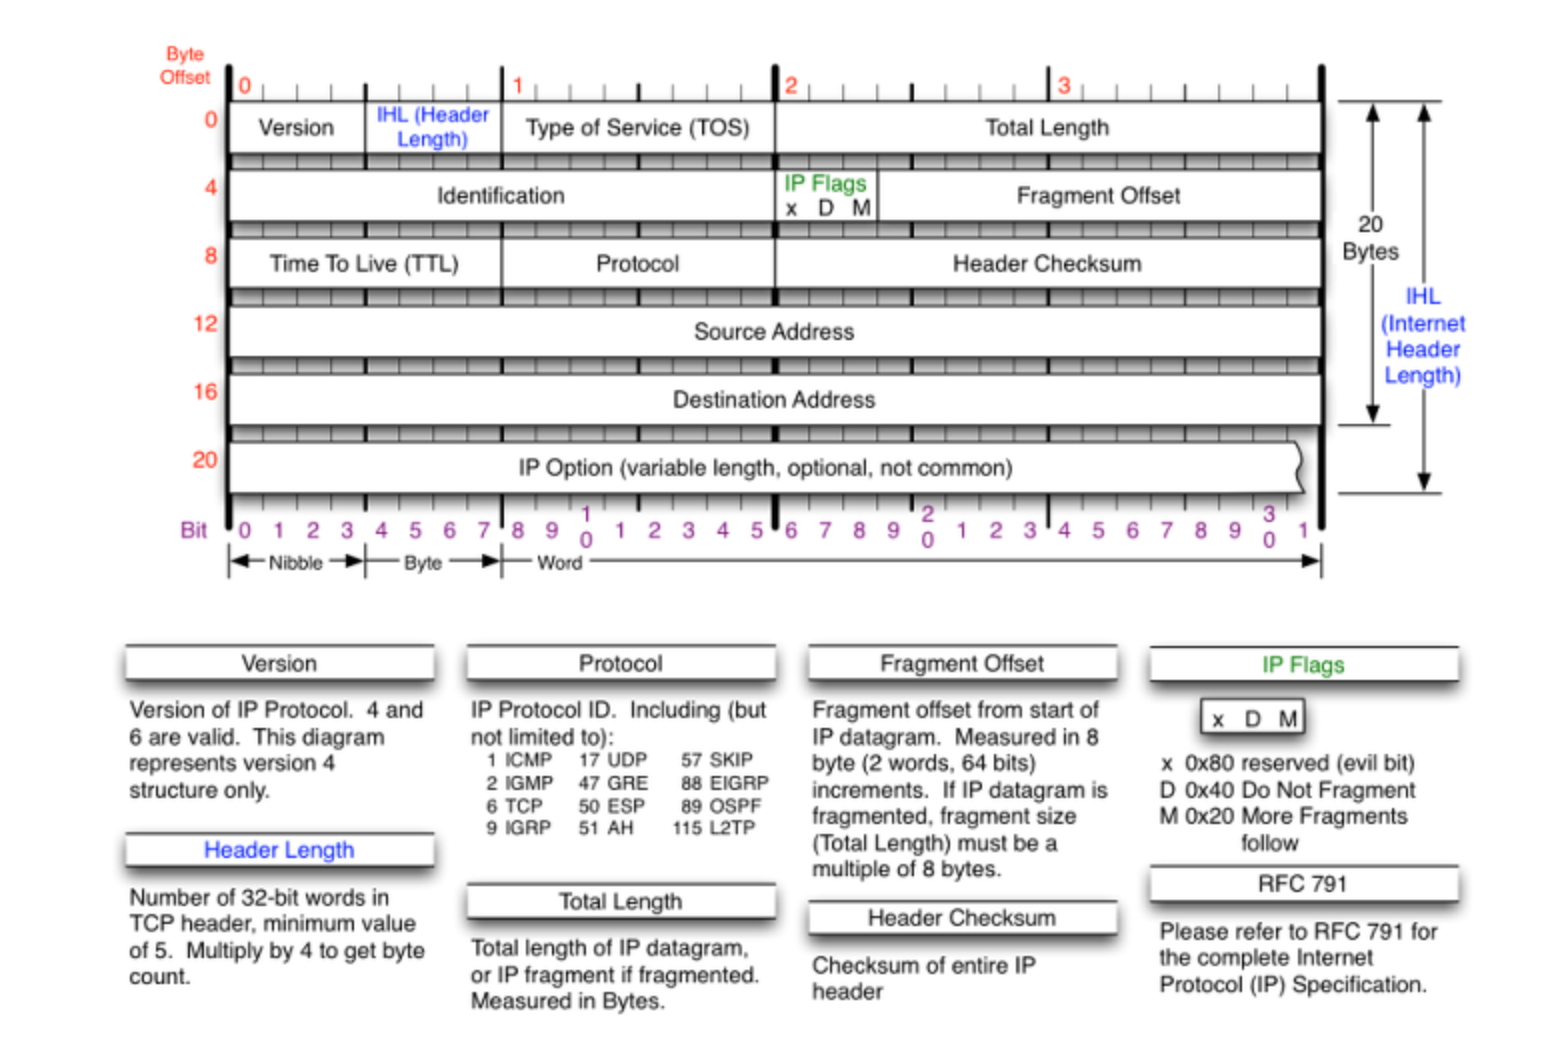 Byte
Offset
0 1 2 3
0 Version IHL (Header Length) Type of Service (TOS) Total Length
4 Identification IP Flags x D M Fragment Offset
8 Time To Live (TTL) Protocol Header Checksum
12 Source Address
16 Destination Address
20 IP Option (variable length, optional, not common)
20
Bytes
IHL
(Internet
Header
Length)
Bit 0 1 2 3 4 5 6 7 8 9 10 1 2 3 4 5 6 7 8 9 20 1 2 3 4 5 6 7 8 9 30 1
Nibble Byte Word
Version
Version of IP Protocol. 4 and
6 are valid. This diagram
represents version 4
structure only.
Header Length
Number of 32-bit words in
TCP header, minimum value
of 5. Multiply by 4 to get byte
count.
Protocol
IP Protocol ID. Including (but
not limited to):
1 ICMP 17 UDP 57 SKIP
2 IGMP 47 GRE 88 EIGRP
6 TCP 50 ESP 89 OSPF
9 IGRP 51 AH 115 L2TP
Total Length
Total length of IP datagram,
or IP fragment if fragmented.
Measured in Bytes.
Fragment Offset
Fragment offset from start of
IP datagram. Measured in 8
byte (2 words, 64 bits)
increments. If IP datagram is
fragmented, fragment size
(Total Length) must be a
multiple of 8 bytes.
Header Checksum
Checksum of entire IP
header
IP Flags
x D M
x 0x80 reserved (evil bit)
D 0x40 Do Not Fragment
M 0x20 More Fragments
follow
RFC 791
Please refer to RFC 791 for
the complete Internet
Protocol (IP) Specification.